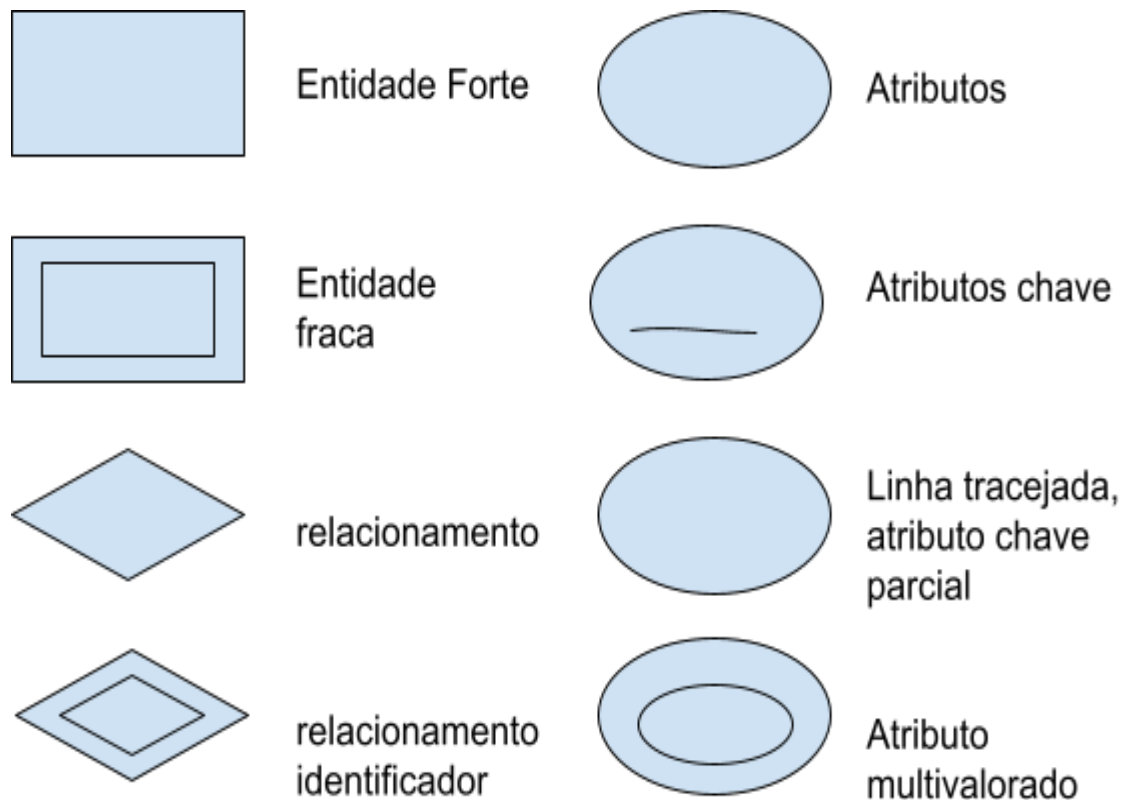 Entidade Forte
Atributos
Entidade
fraca
Atributos chave
relacionamento
Linha tracejada,
atributo chave
parcial
relacionamento
identificador
Atributo
multivalorado